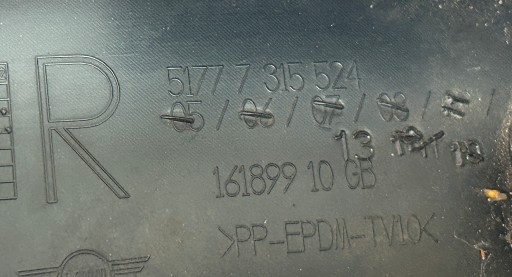 R
5177 7 315 524
05 / 06 / 07 / 08 / /
13
161899 10 GB
>PP-EPDM-TV10<